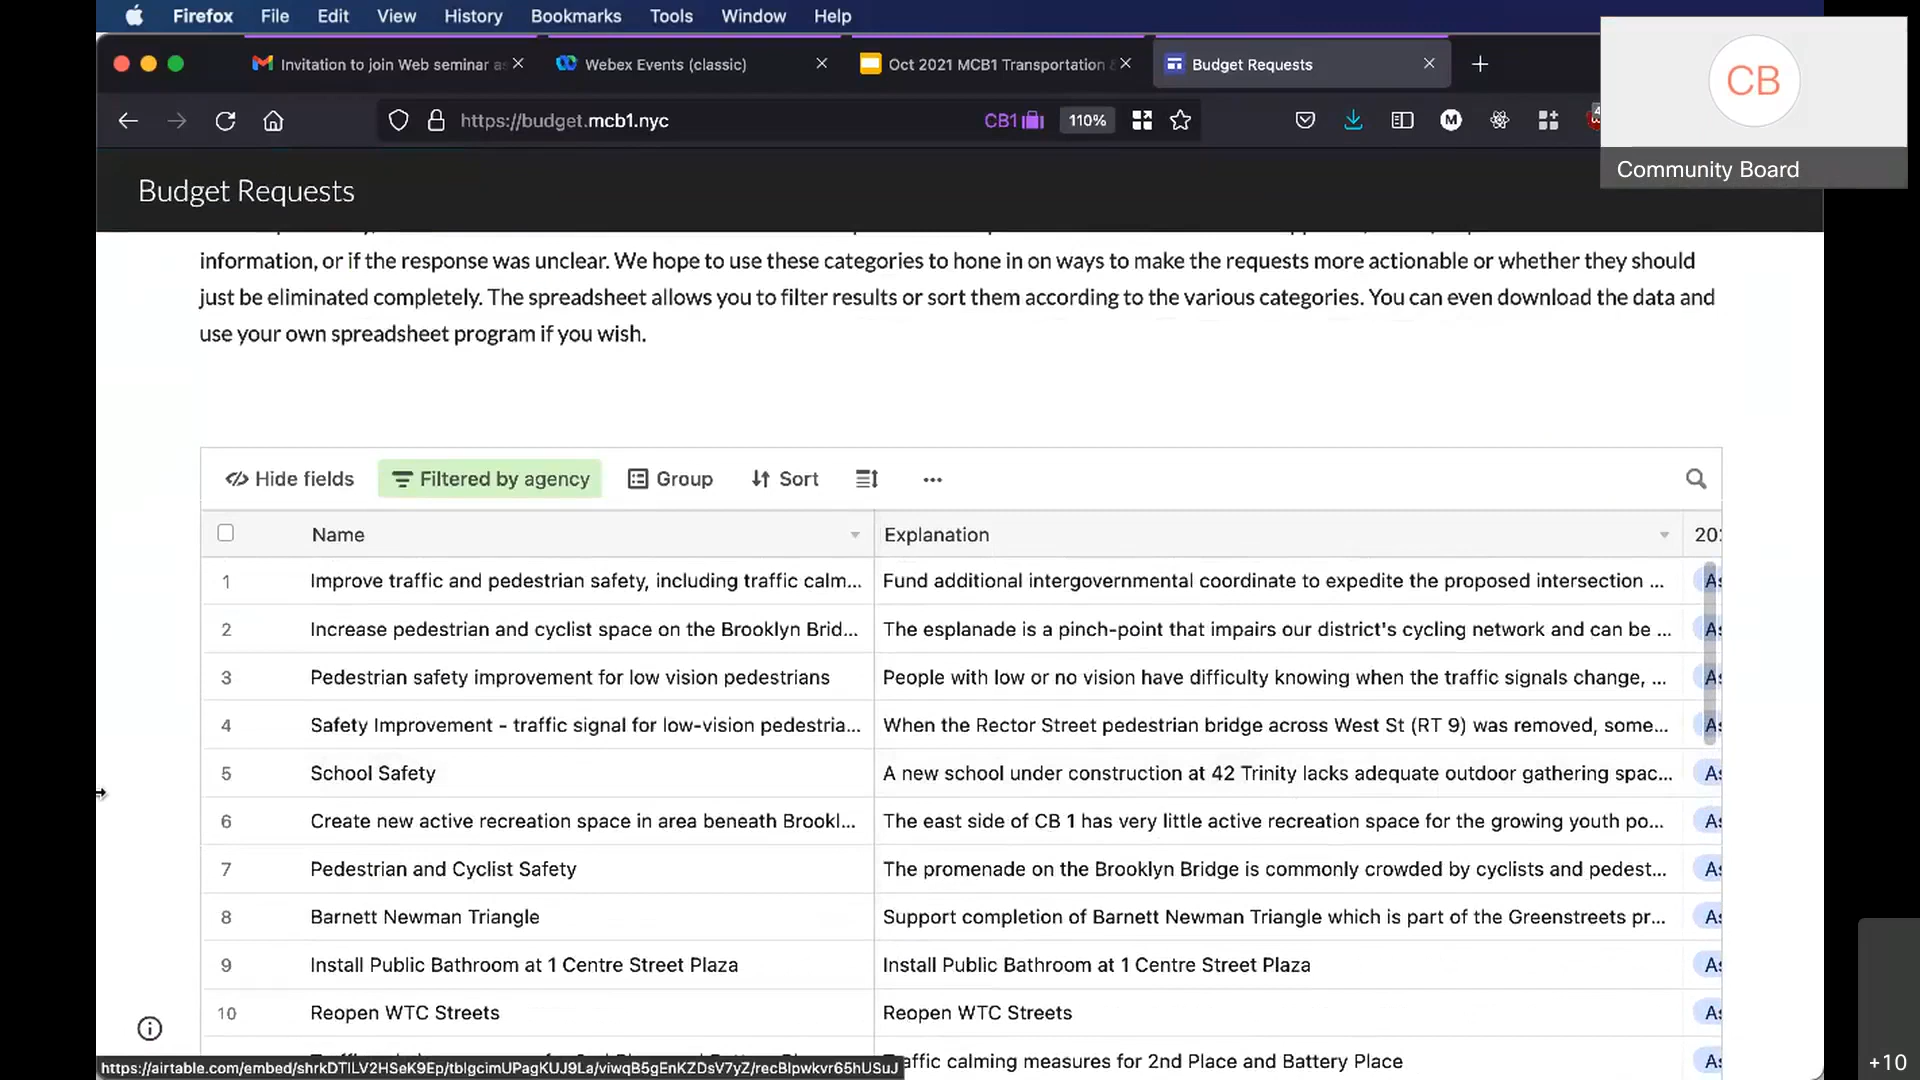 Firefox File Edit View History Bookmarks Tools Window Help
Invitation to join Web seminar as
Webex Events (classic)
Oct 2021 MCB1 Transportation
Budget Requests
https://budget.mcb1.nyc
CB1
110%
M
CB
Community Board
Budget Requests
information, or if the response was unclear. We hope to use these categories to hone in on ways to make the requests more actionable or whether they should
just be eliminated completely. The spreadsheet allows you to filter results or sort them according to the various categories. You can even download the data and
use your own spreadsheet program if you wish.
Hide fields Filtered by agency Group Sort ...
Name Explanation 202
1 Improve traffic and pedestrian safety, including traffic calm... Fund additional intergovernmental coordinate to expedite the proposed intersection ... As
2 Increase pedestrian and cyclist space on the Brooklyn Brid... The esplanade is a pinch-point that impairs our district's cycling network and can be ... As
3 Pedestrian safety improvement for low vision pedestrians People with low or no vision have difficulty knowing when the traffic signals change, ... As
4 Safety Improvement - traffic signal for low-vision pedestria... When the Rector Street pedestrian bridge across West St (RT 9) was removed, some... As
5 School Safety A new school under construction at 42 Trinity lacks adequate outdoor gathering spac... As
6 Create new active recreation space in area beneath Brookl... The east side of CB 1 has very little active recreation space for the growing youth po... As
7 Pedestrian and Cyclist Safety The promenade on the Brooklyn Bridge is commonly crowded by cyclists and pedest... As
8 Barnett Newman Triangle Support completion of Barnett Newman Triangle which is part of the Greenstreets pr... As
9 Install Public Bathroom at 1 Centre Street Plaza Install Public Bathroom at 1 Centre Street Plaza As
10 Reopen WTC Streets Reopen WTC Streets As
affic calming measures for 2nd Place and Battery Place As
+10